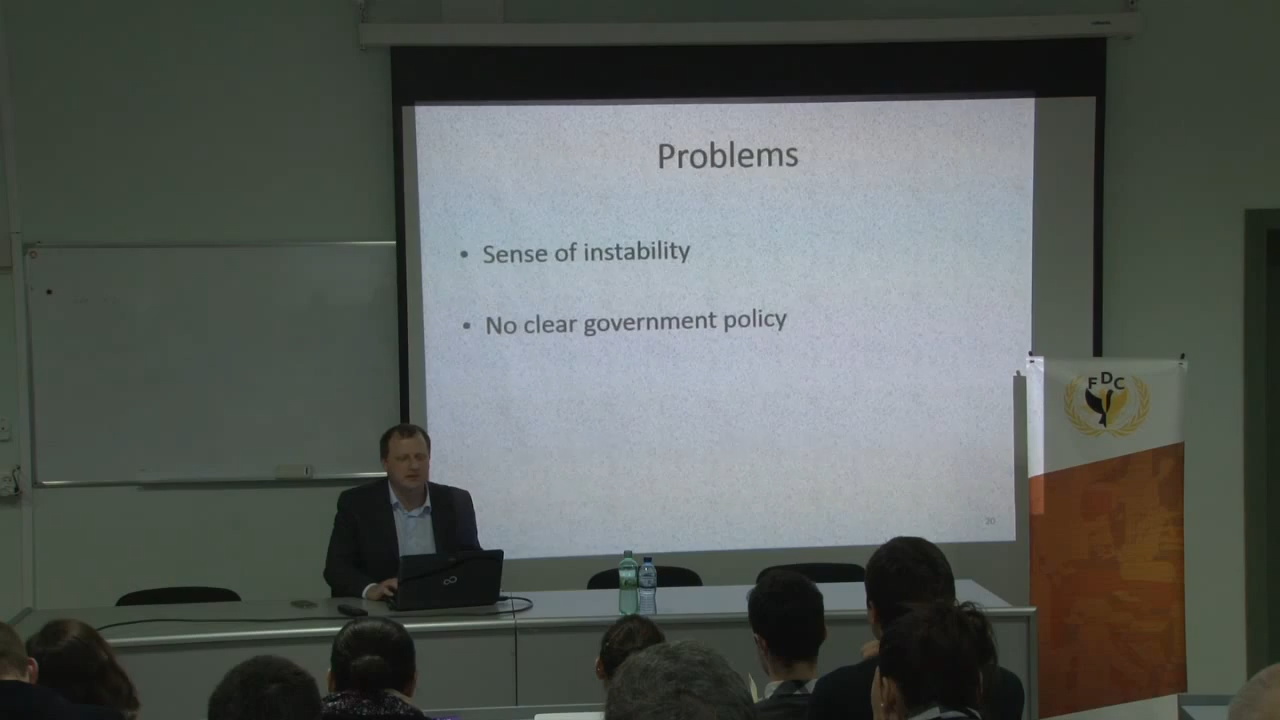 Problems
• Sense of instability
• No clear government policy
20
FDC